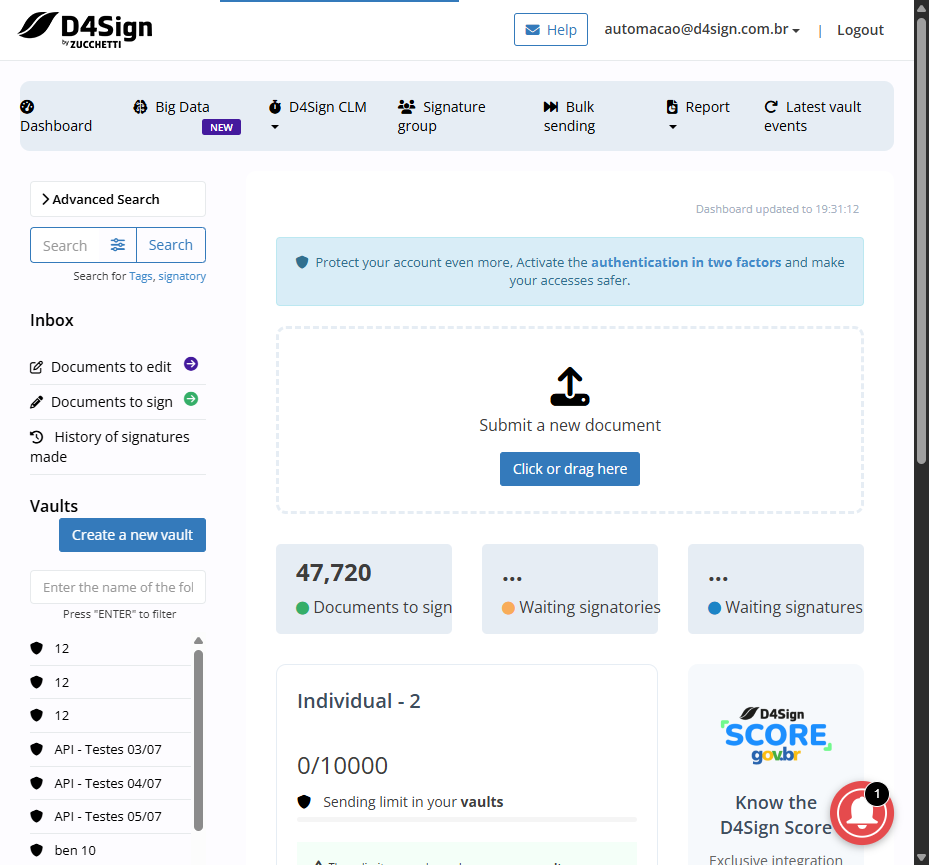 D4Sign
by ZUCCHETTI
Help
automacao@d4sign.com.br
|
Logout
Dashboard
Big Data
NEW
D4Sign CLM
Signature
group
Bulk
sending
Report
Latest vault
events
Advanced Search
Search
Search
Search for Tags, signatory
Inbox
Documents to edit
Documents to sign
History of signatures
made
Vaults
Create a new vault
Enter the name of the fol
Press "ENTER" to filter
12
12
12
API - Testes 03/07
API - Testes 04/07
API - Testes 05/07
ben 10
Dashboard updated to 19:31:12
Protect your account even more, Activate the authentication in two factors and make
your accesses safer.
Submit a new document
Click or drag here
47,720
Documents to sign
...
Waiting signatories
...
Waiting signatures
Individual - 2
0/10000
Sending limit in your vaults
D4Sign
SCORE
gov.br
Know the
D4Sign Score
Exclusive integration
1